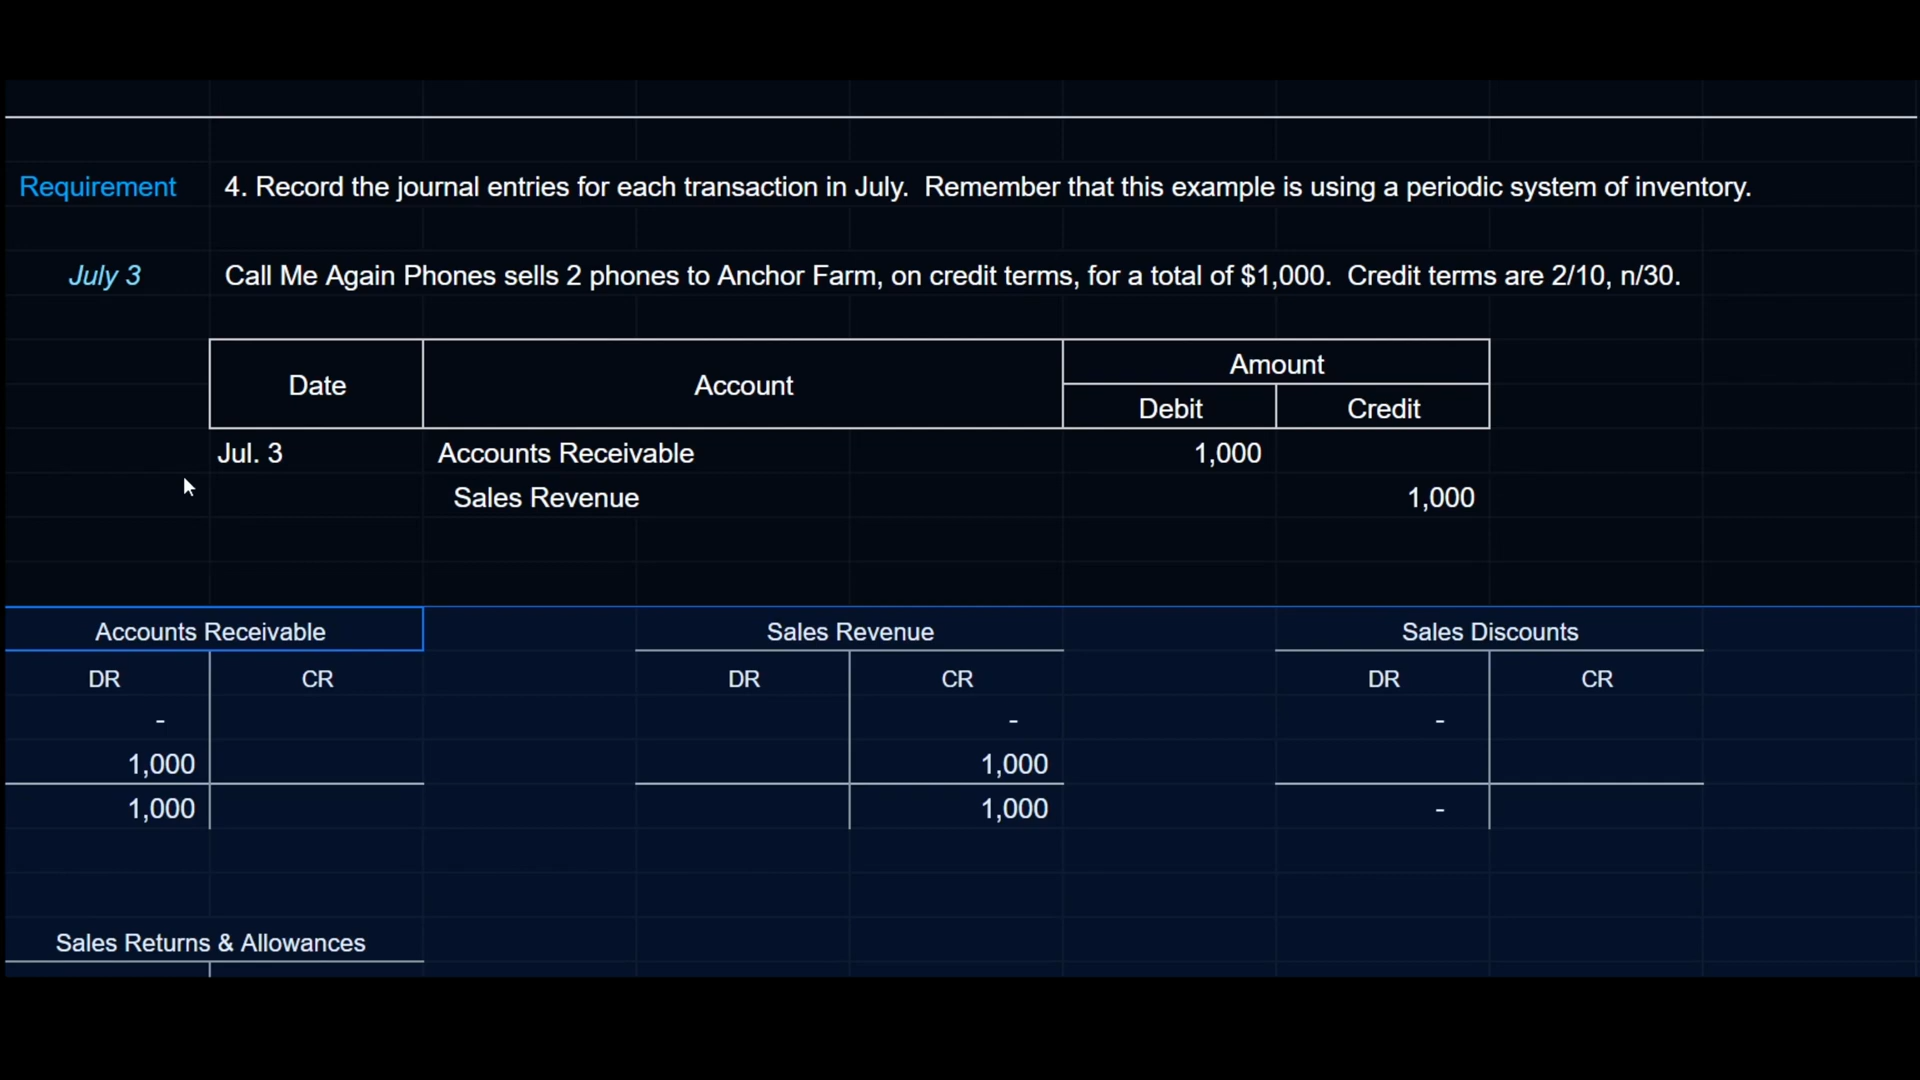 Requirement 4. Record the journal entries for each transaction in July. Remember that this example is using a periodic system of inventory.
July 3 Call Me Again Phones sells 2 phones to Anchor Farm, on credit terms, for a total of $1,000. Credit terms are 2/10, n/30.
Date Account Amount
Debit Credit
Jul. 3 Accounts Receivable 1,000
Sales Revenue 1,000
Accounts Receivable Sales Revenue Sales Discounts
DR CR DR CR DR CR
- - -
1,000 1,000
1,000 1,000 -
Sales Returns & Allowances